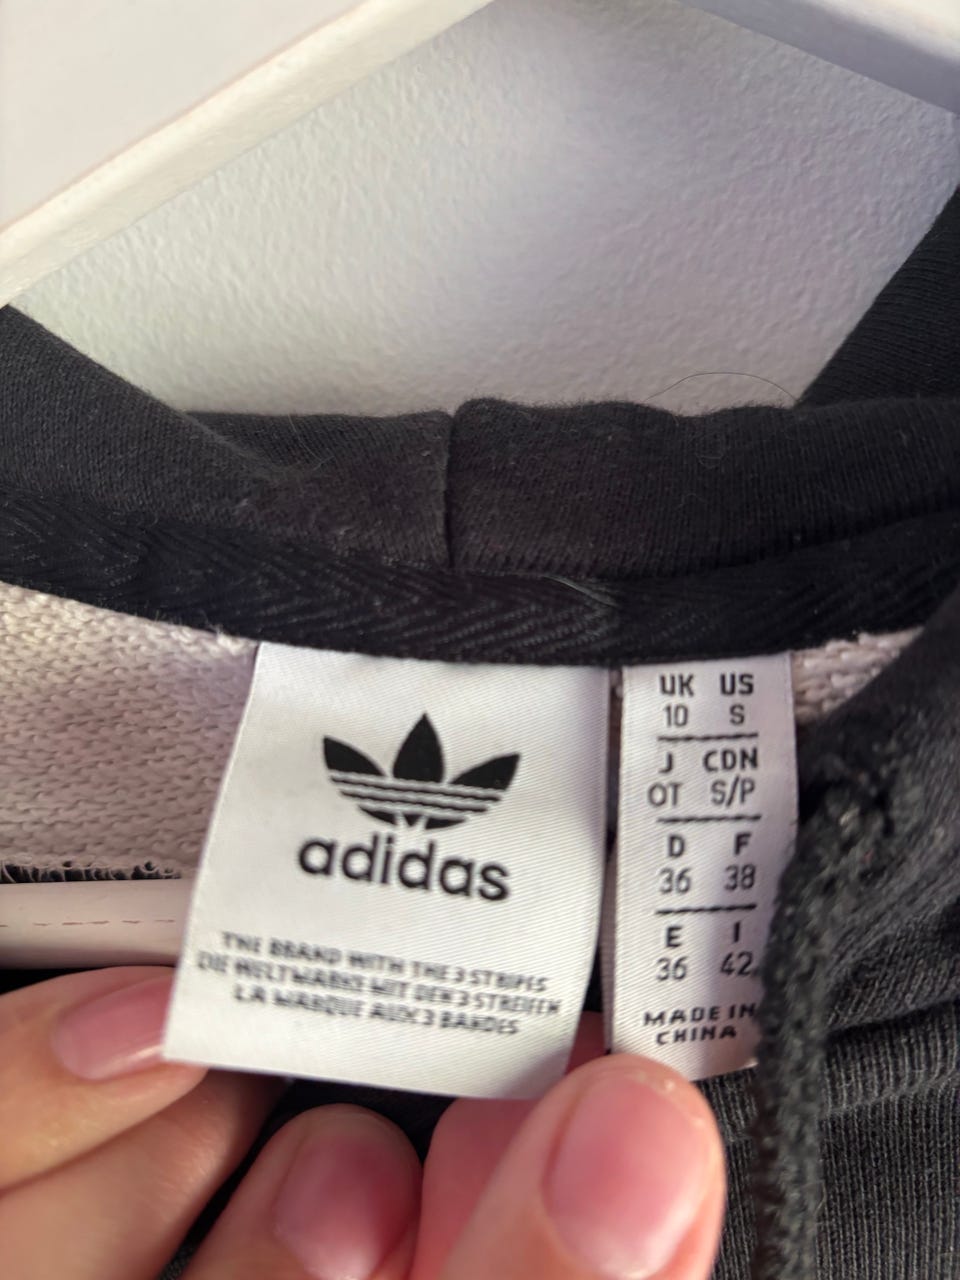 adidas
THE BRAND WITH THE 3 STRIPES
DIE WELTMARKE MIT DEN 3 STREIFEN
LA MARQUE AUX 3 BANDES
UK US
10 S
J CDN
OT S/P
D F
36 38
E I
36 42
MADE IN
CHINA